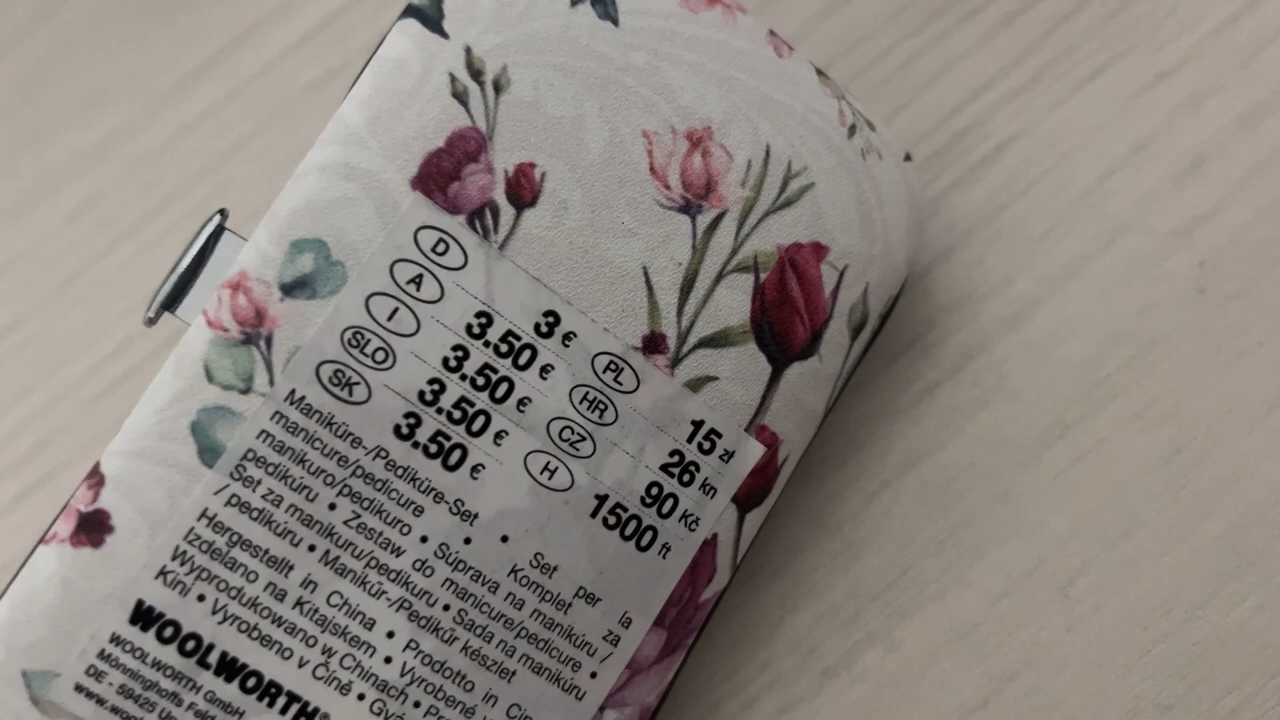 D 3 € PL 15 zł
A 3.50 € HR 26 kn
I 3.50 € CZ 90 Kč
SLO 3.50 € H 1500 ft
SK 3.50 €
Maniküre-/Pediküre-Set • Set per la
manicure/pedicure • Komplet za
manikuro/pedikuro • Súprava na manikúru /
pedikúru • Zestaw do manicure/pedicure •
Set za manikuru/pedikuru • Sada na manikúru
/ pedikúru • Manikűr-/Pedikűr készlet
Hergestellt in China • Prodotto in
Izdelano na Kitajskem • Vyrobené
Wyprodukowano w Chinach •
Kini • Vyrobeno v Číně •
WOOLWORTH®
WOOLWORTH GmbH
Mönninghoffs Feld
DE - 59425